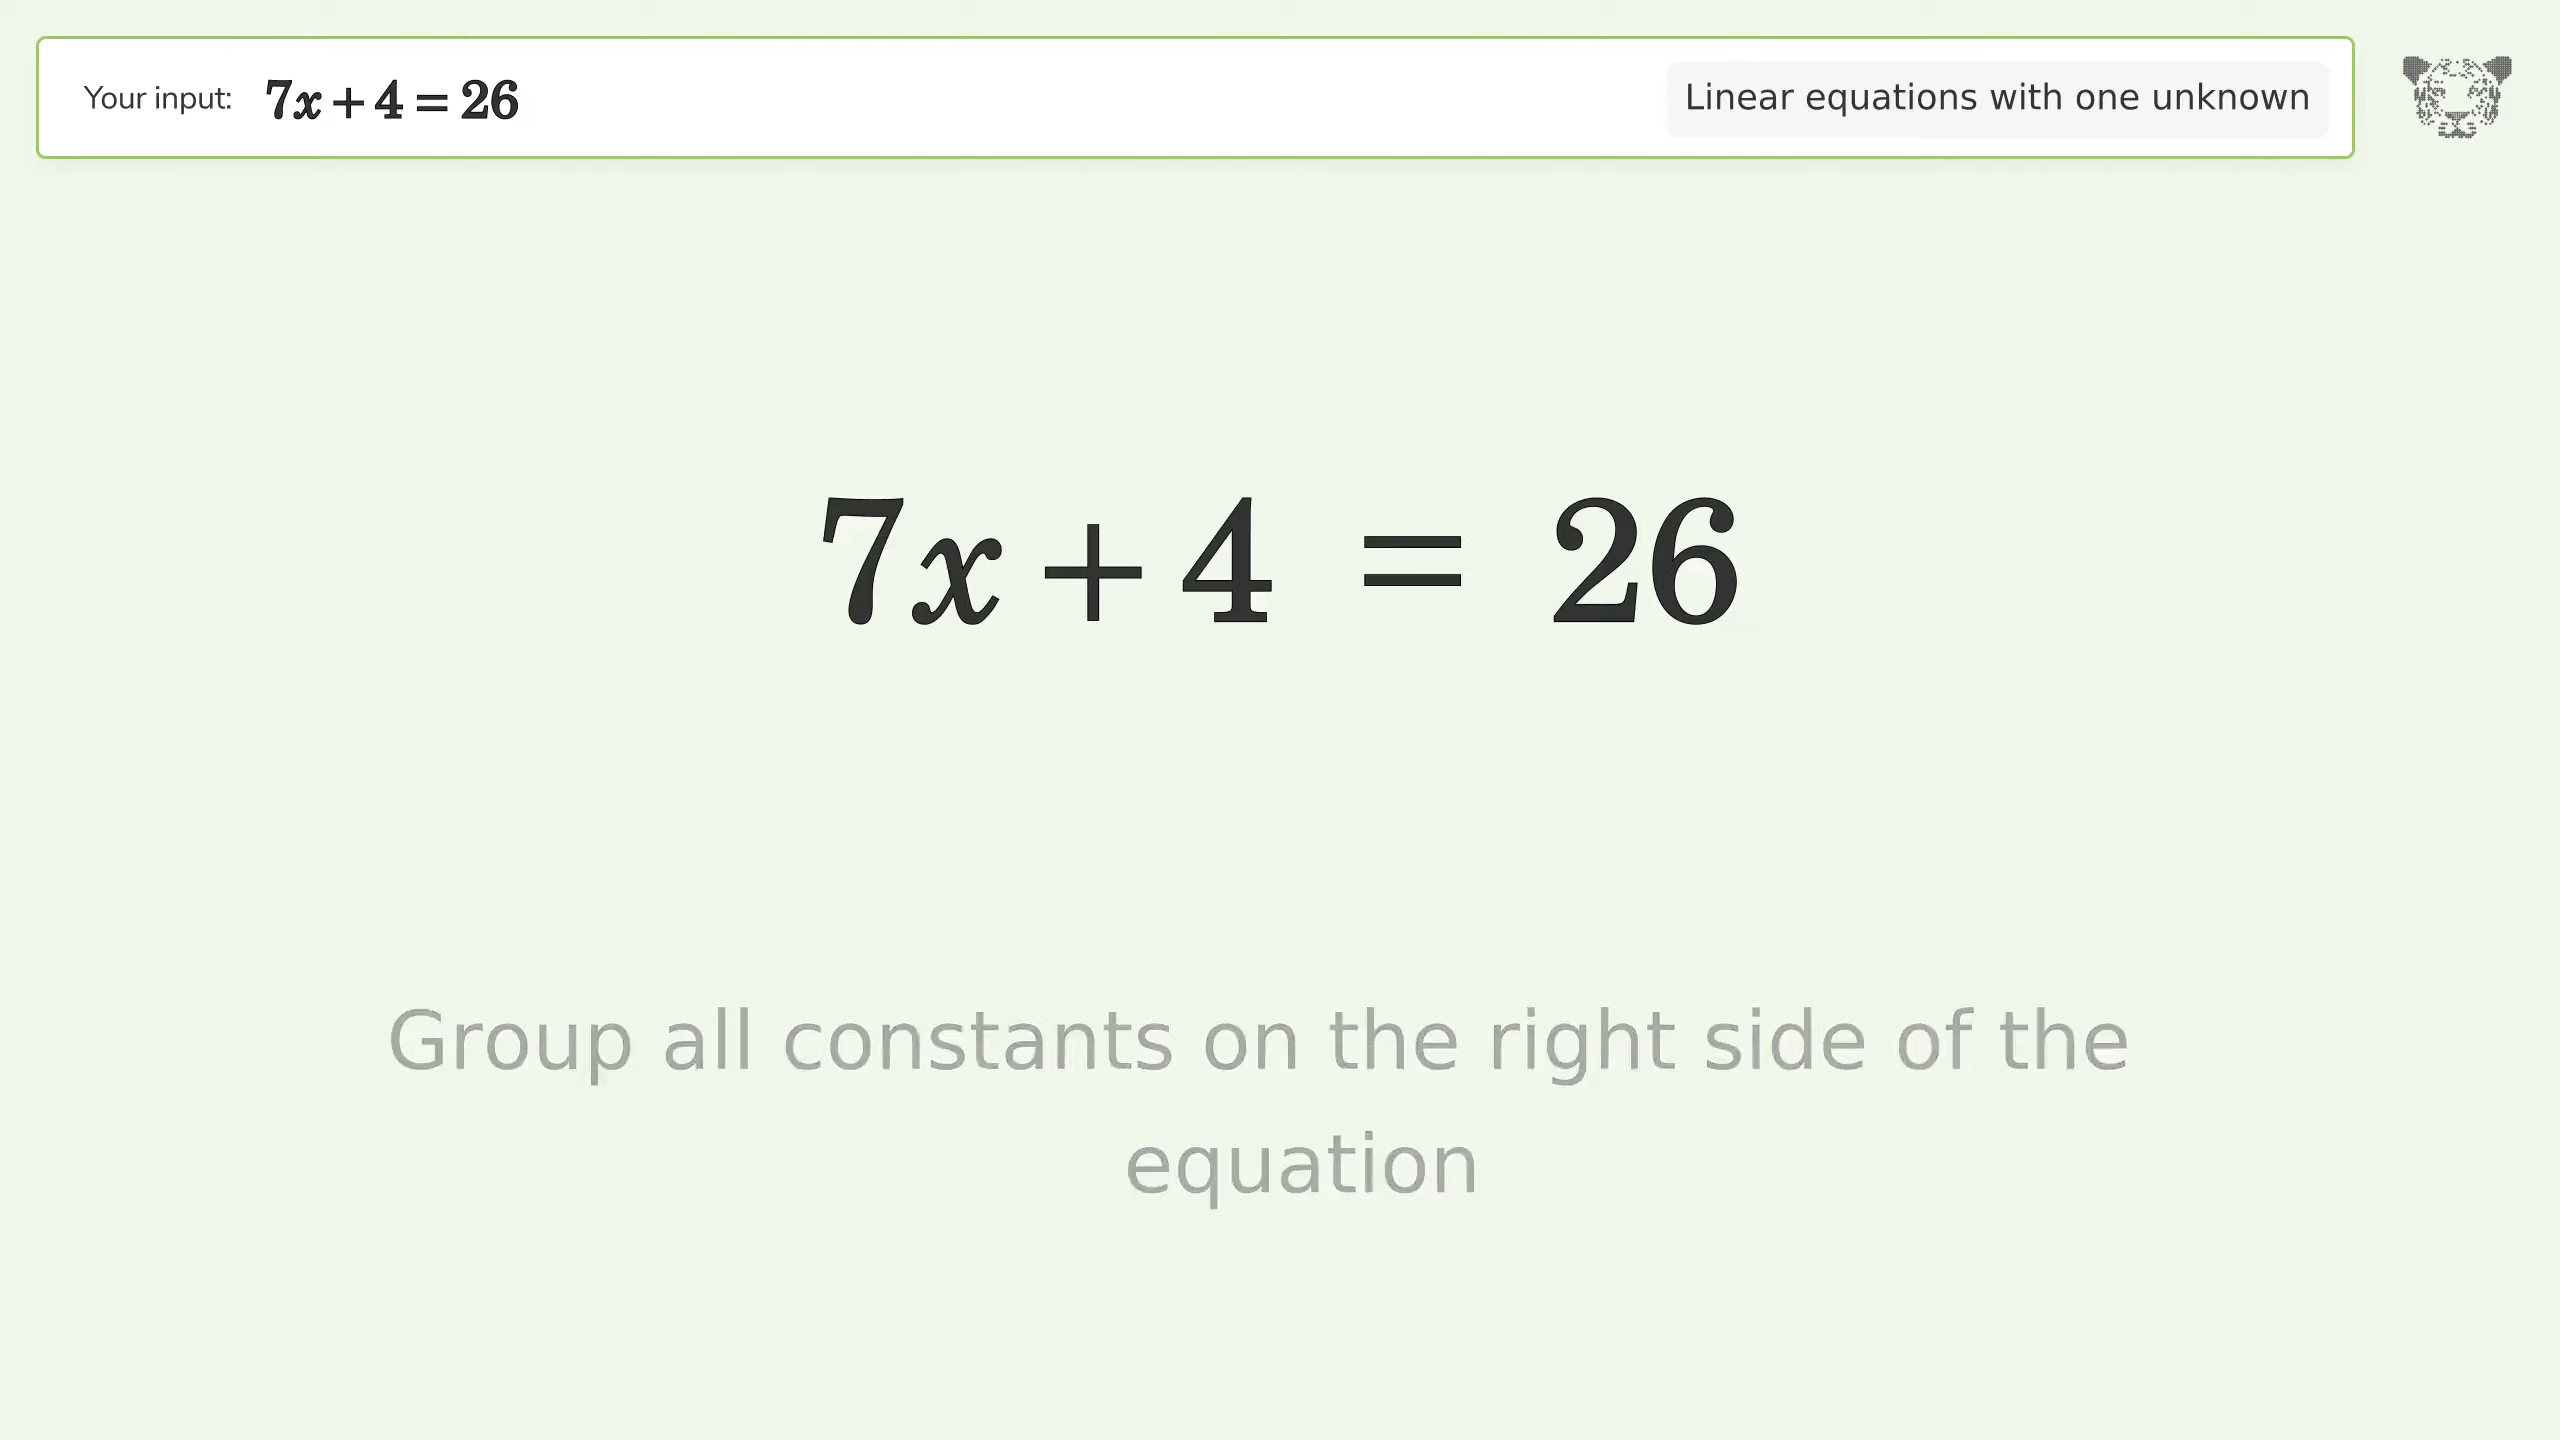 Your input: 7x + 4 = 26
Linear equations with one unknown
7x + 4 = 26
Group all constants on the right side of the
equation